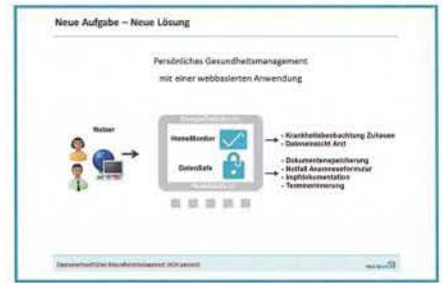 Neue Aufgabe – Neue Lösung
Persönliches Gesundheitsmanagement
mit einer webbasierten Anwendung
Nutzer
HomeMonitor
DatenSafe
- Krankheitsbeobachtung Zuhause
- Dateneinsicht Arzt
- Dokumentenspeicherung
- Notfall Anamneseformular
- Impfdokumentation
- Terminerinnerung